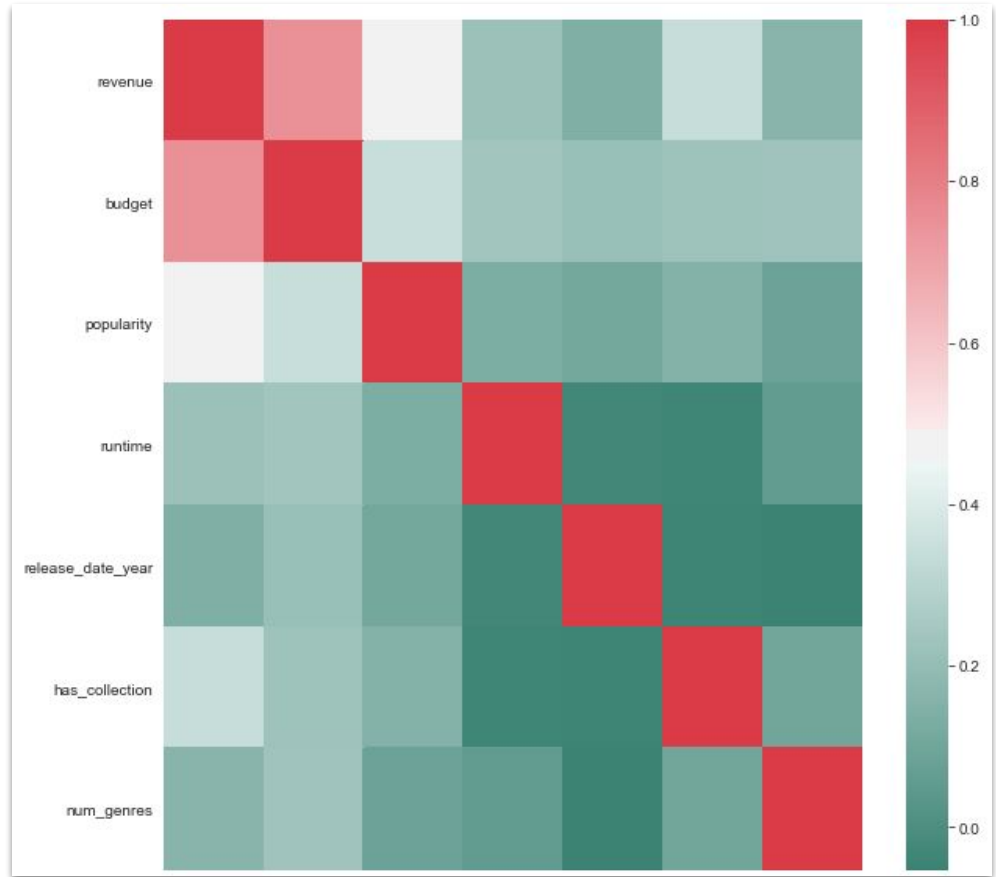 revenue
budget
popularity
runtime
release_date_year
has_collection
num_genres
1.0
0.8
0.6
0.4
0.2
0.0